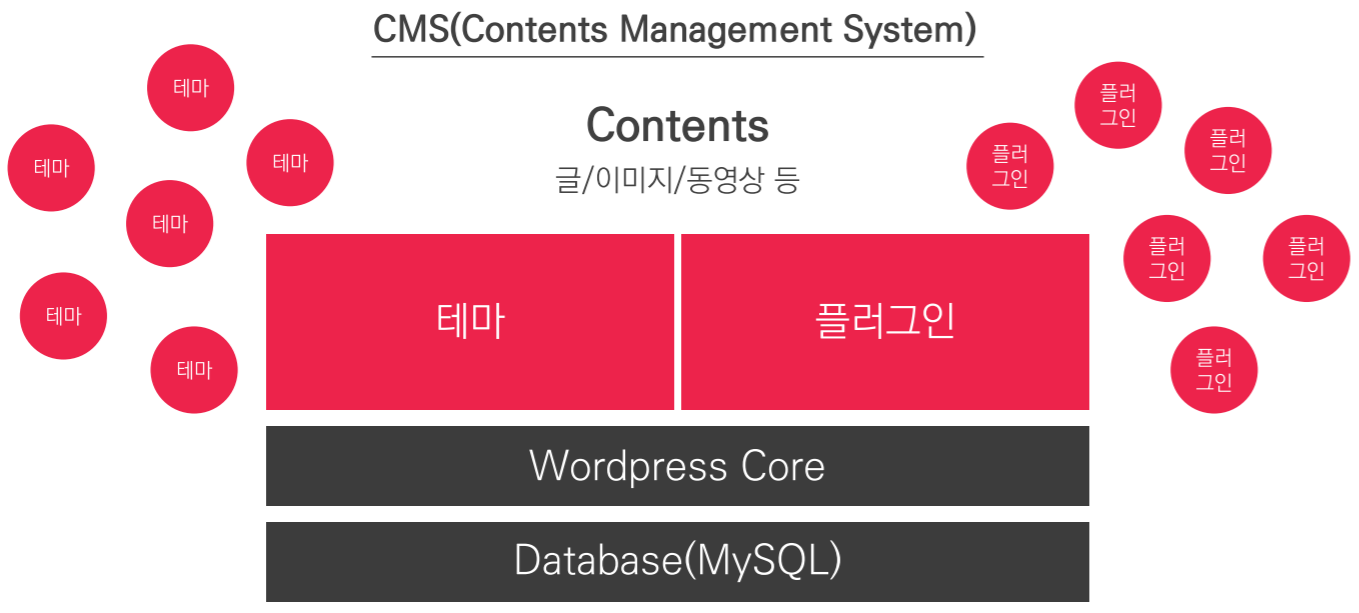 CMS(Contents Management System)
테마
테마
테마
테마
테마
테마
Contents
글/이미지/동영상 등
플러
그인
플러
그인
플러
그인
플러
그인
플러
그인
플러
그인
테마
플러그인
Wordpress Core
Database(MySQL)